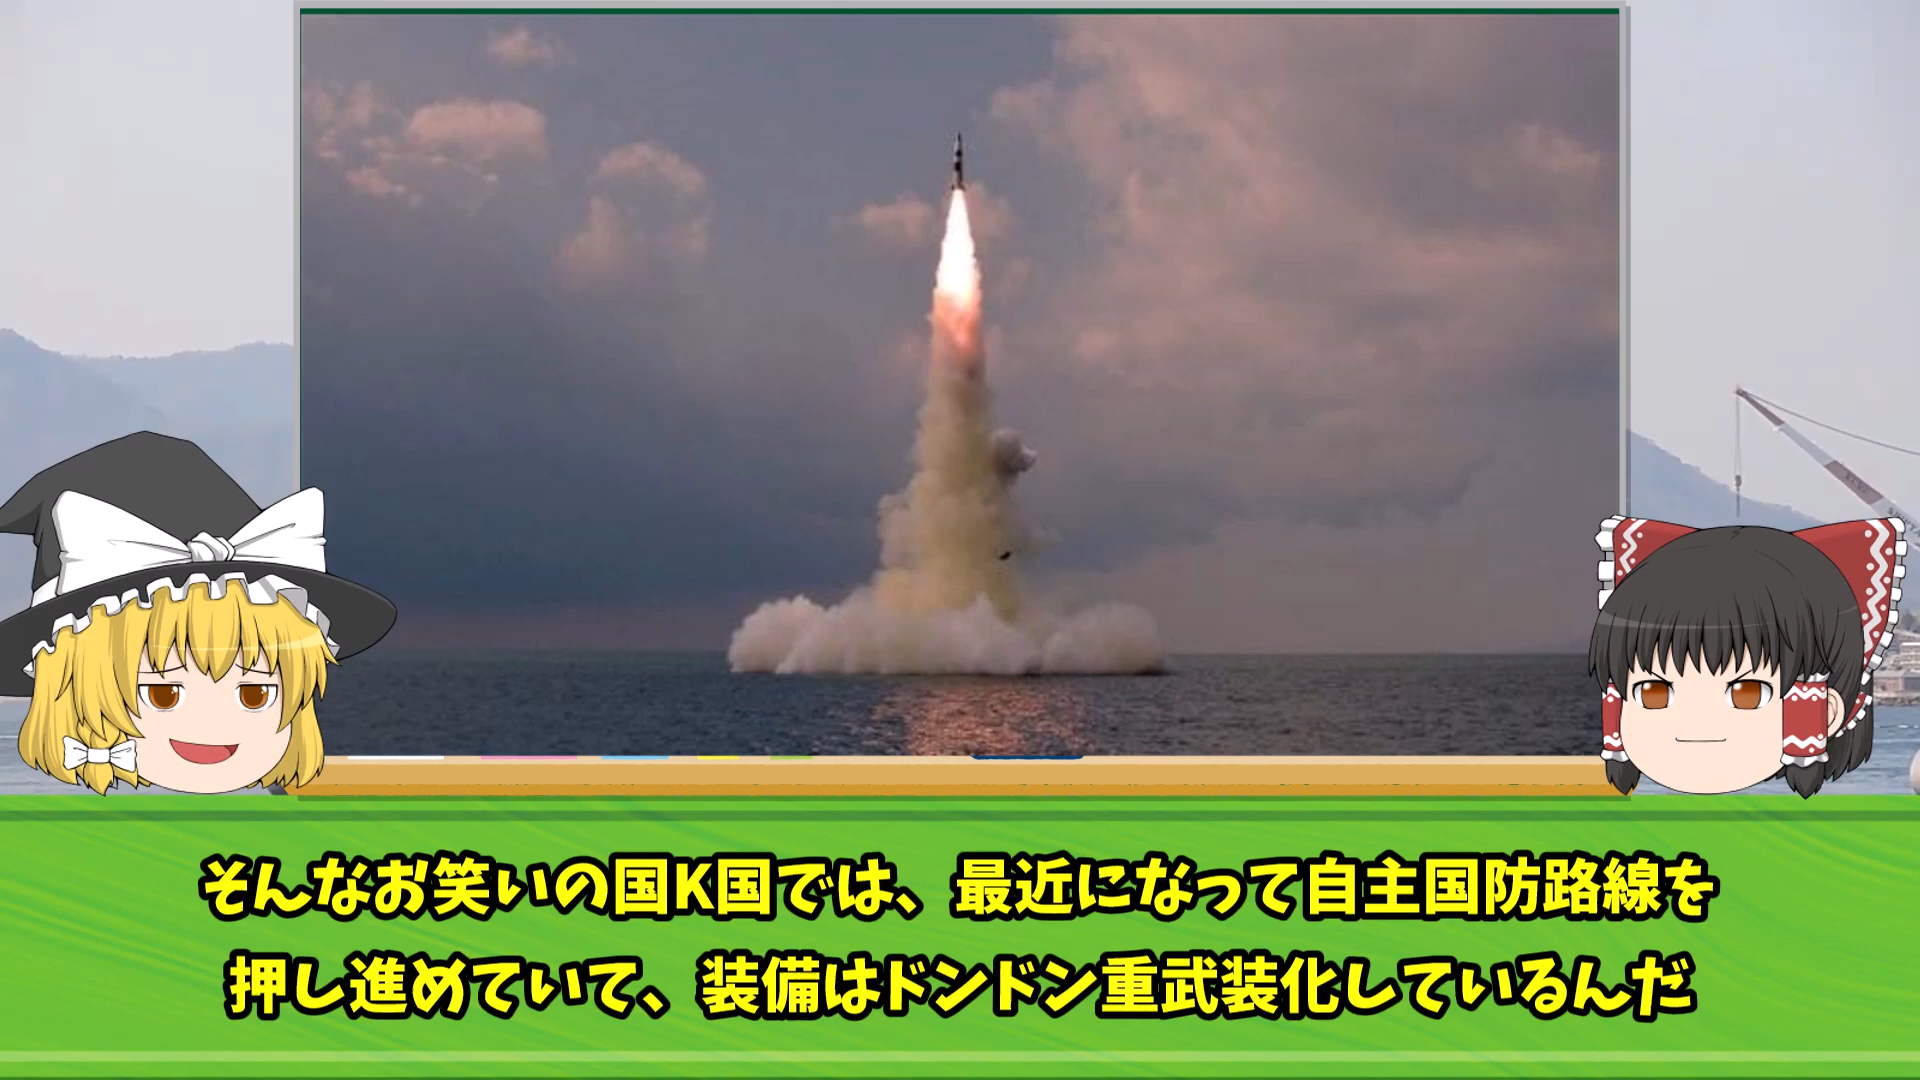 そんなお笑いの国K国では、最近になって自主国防路線を
押し進めていて、装備はドンドン重武装化しているんだ